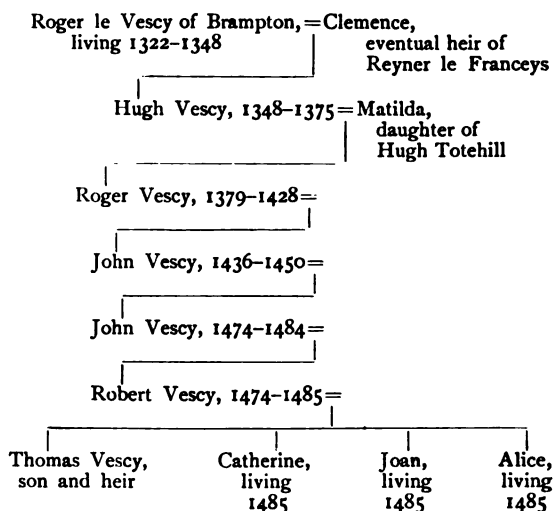 Roger le Vescy of Brampton, = Clemence,
living 1322–1348 eventual heir of
Reyner le Franceys
Hugh Vescy, 1348–1375 = Matilda,
daughter of
Hugh Totehill
Roger Vescy, 1379–1428 =
John Vescy, 1436–1450 =
John Vescy, 1474–1484 =
Robert Vescy, 1474–1485 =
Thomas Vescy, Catherine, Joan, Alice,
son and heir living living living
1485 1485 1485